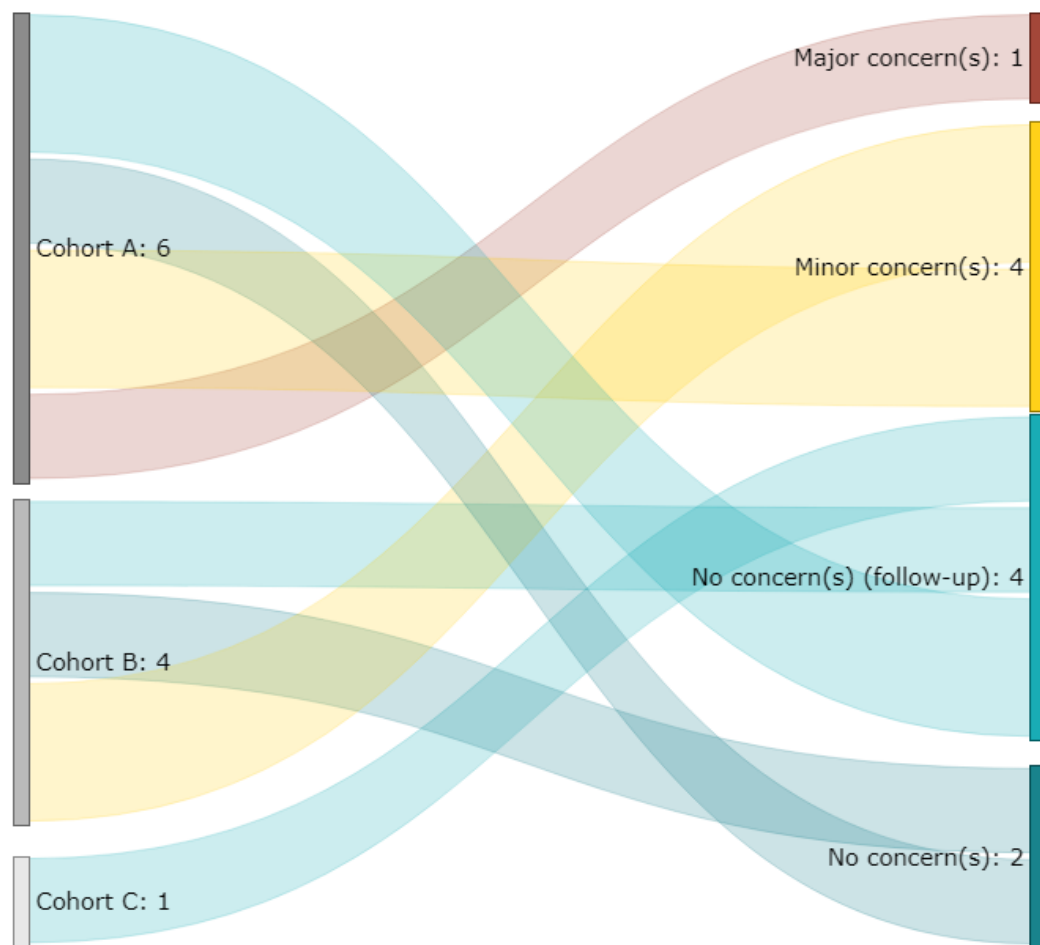 Major concern(s): 1
Cohort A: 6
Minor concern(s): 4
No concern(s) (follow-up): 4
Cohort B: 4
No concern(s): 2
Cohort C: 1